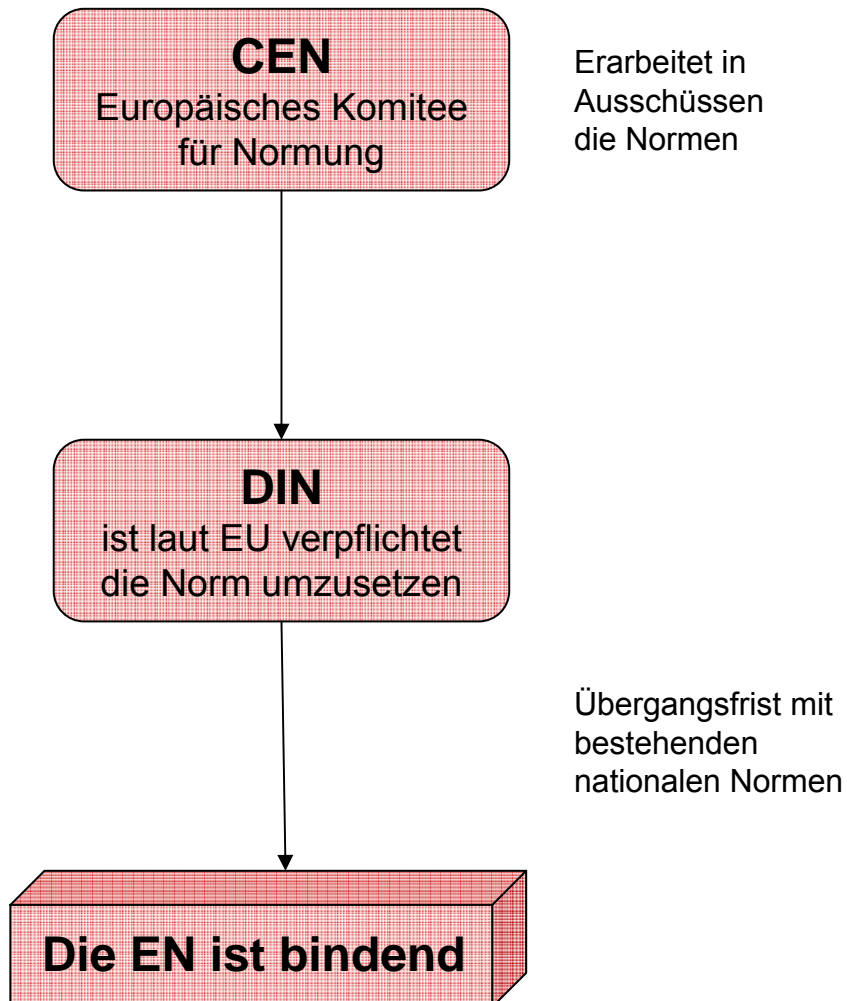 CEN
Europäisches Komitee
für Normung
Erarbeitet in
Ausschüssen
die Normen
DIN
ist laut EU verpflichtet
die Norm umzusetzen
Übergangsfrist mit
bestehenden
nationalen Normen
Die EN ist bindend